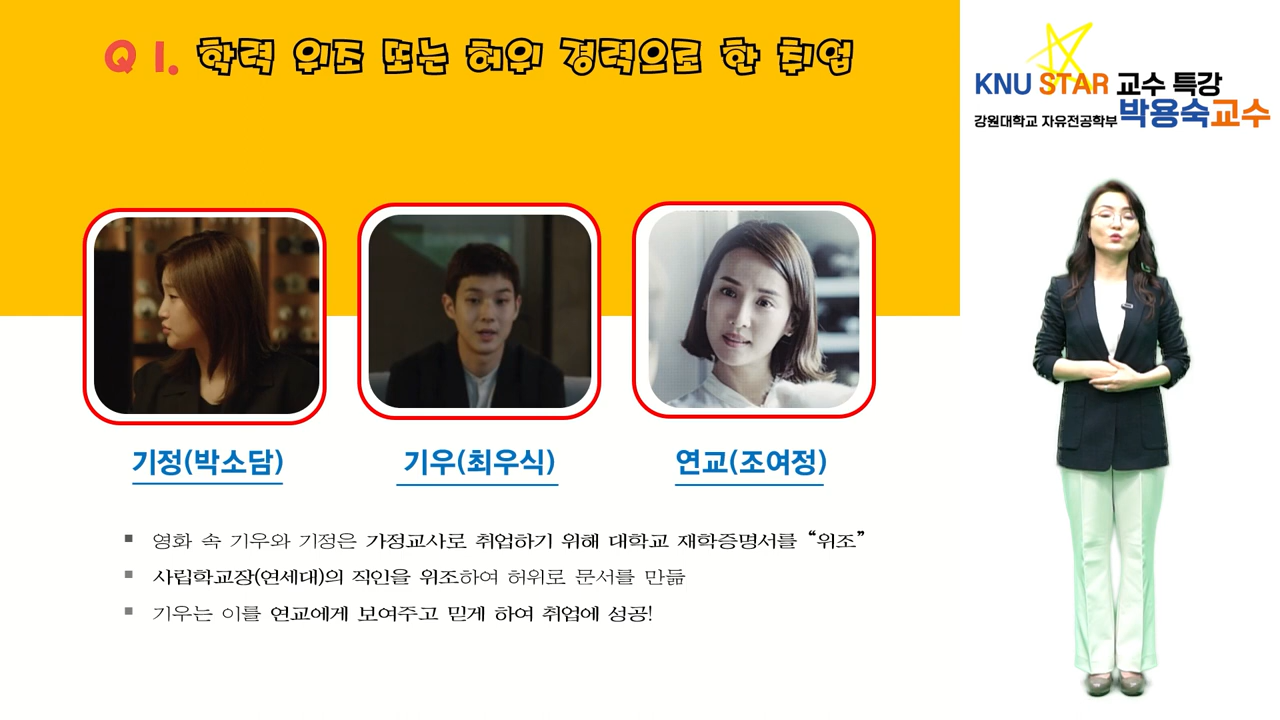 Q 1. 학력 위조 또는 허위 경력으로 한 취업
KNU STAR 교수 특강
강원대학교 자유전공학부 박용숙교수
기정(박소담)
기우(최우식)
연교(조여정)
▪ 영화 속 기우와 기정은 가정교사로 취업하기 위해 대학교 재학증명서를 “위조”
▪ 사립학교장(연세대)의 직인을 위조하여 허위로 문서를 만듦
▪ 기우는 이를 연교에게 보여주고 믿게 하여 취업에 성공!